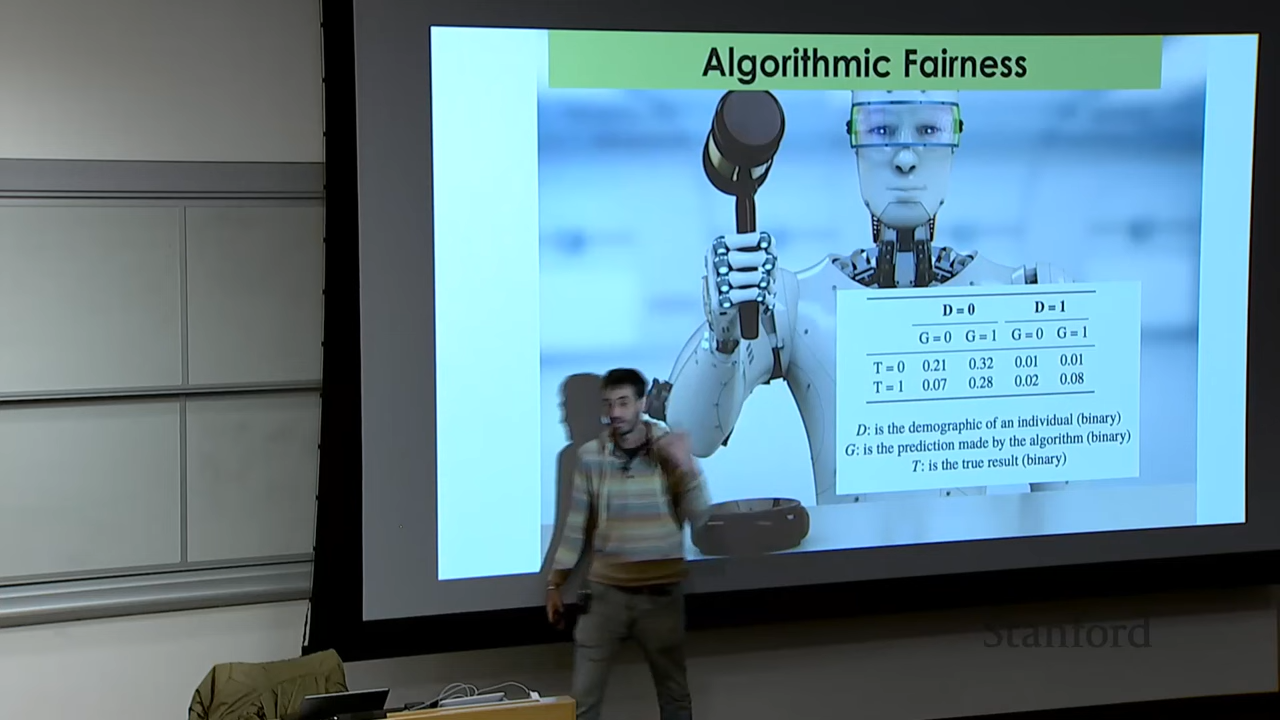 Algorithmic Fairness
D = 0 D = 1
G = 0 G = 1 G = 0 G = 1
T = 0 0.21 0.32 0.01 0.01
T = 1 0.07 0.28 0.02 0.08
D: is the demographic of an individual (binary)
G: is the prediction made by the algorithm (binary)
T: is the true result (binary)
Stanford